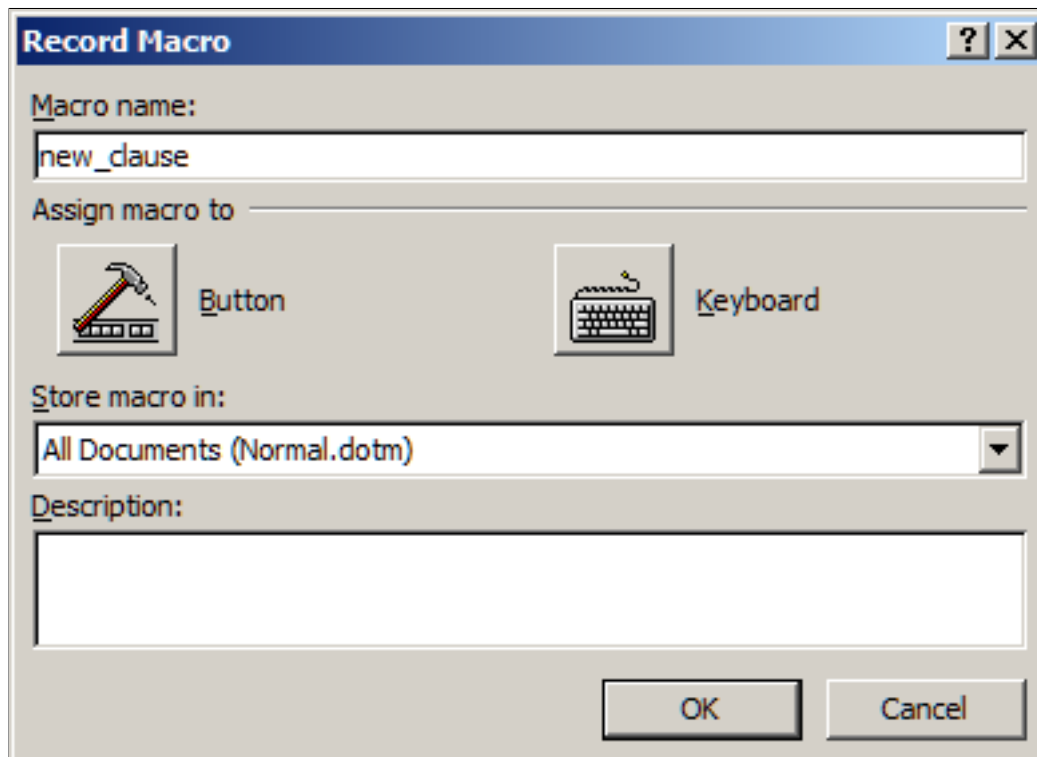 Record Macro
Macro name:
new_clause
Assign macro to
Button Keyboard
Store macro in:
All Documents (Normal.dotm)
Description:
OK Cancel